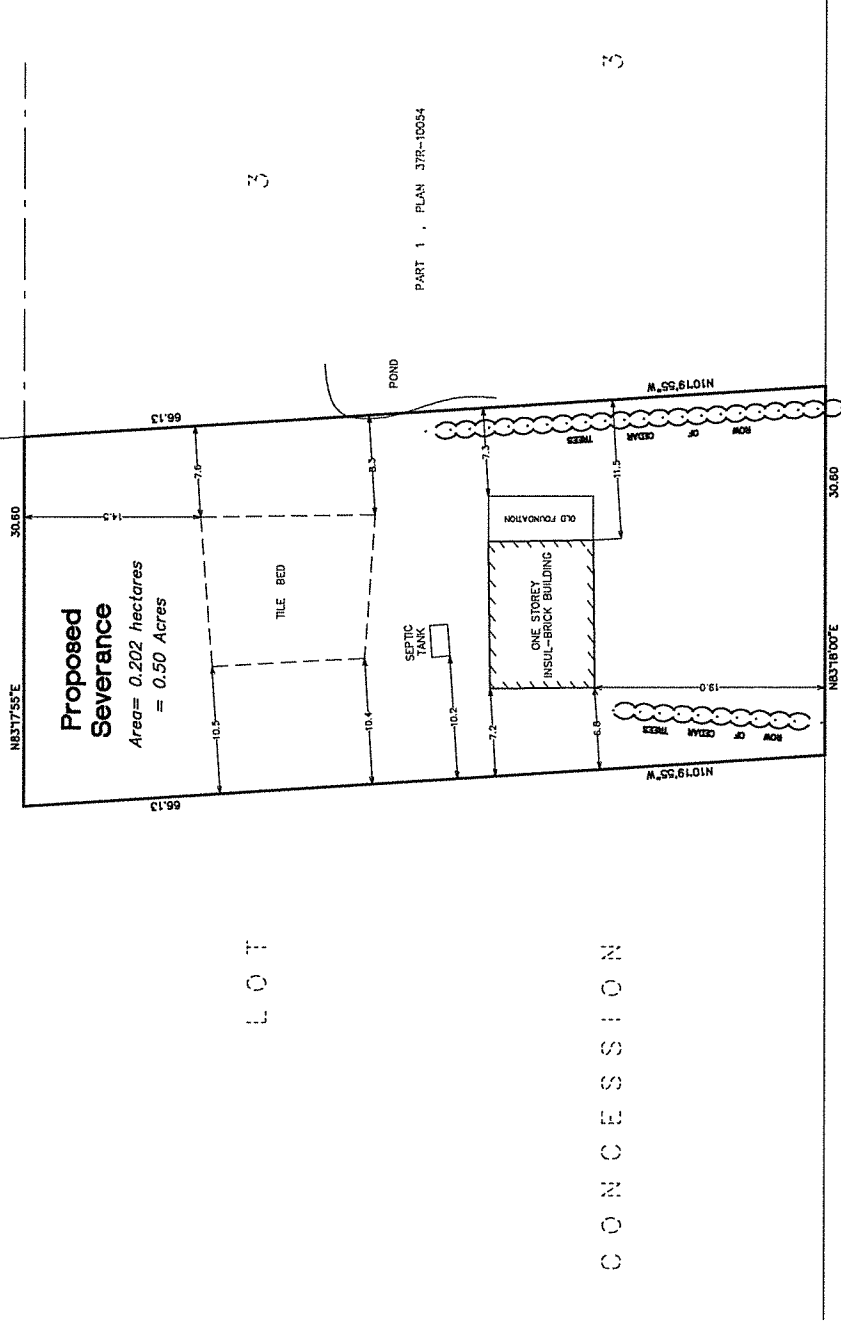 N83°17'55"E
30.60
Proposed
Severance
Area= 0.202 hectares
= 0.50 Acres
66.13
66.13
14.5
7.6
10.5
TILE BED
8.3
10.4
SEPTIC
TANK
10.2
POND
PART 1 , PLAN 37R-10054
3
3
7.3
7.2
OLD FOUNDATION
ONE STOREY
INSUL-BRICK BUILDING
11.5
6.8
19.0
ROW OF CEDAR TREES
ROW OF CEDAR TREES
N10°19'55"W
N10°19'55"W
N83°18'00"E
30.60
LOT
CONCESSION